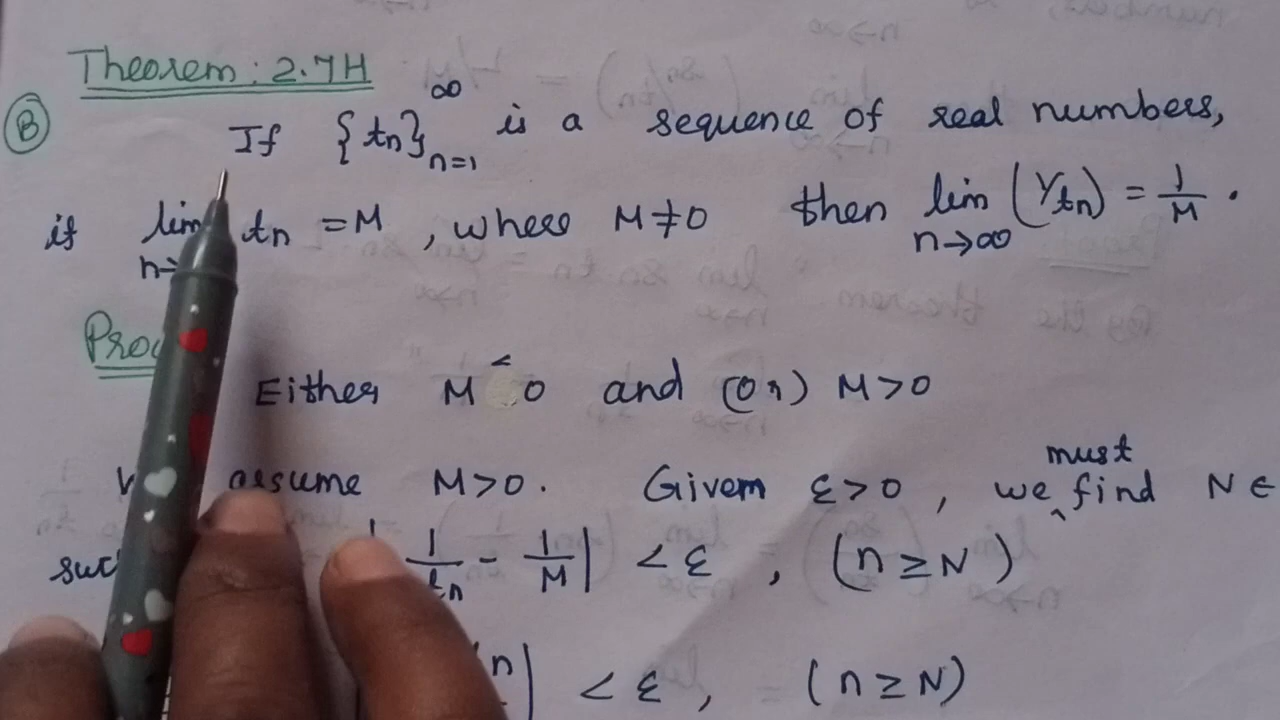 Theorem: 2.7H
B
If {tn}∞n=1 is a sequence of real numbers,
if lim n→ tn = M, where M≠0 then lim n→∞ (1/tn) = 1/M.
Either M < 0 and (or) M>0
assume M>0. Given ε>0, we must find N ∈
| 1/tn - 1/M | < ε, (n ≥ N)
n| < ε, (n ≥ N)